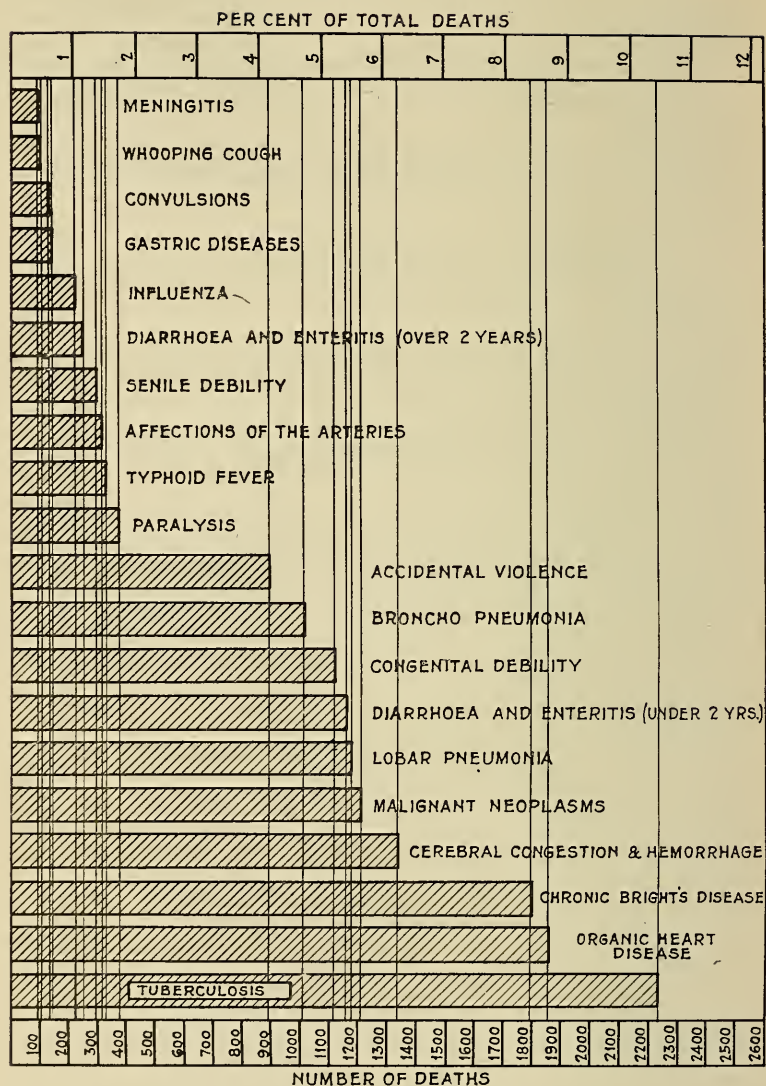 PER CENT OF TOTAL DEATHS
1 2 3 4 5 6 7 8 9 10 11 12
MENINGITIS
WHOOPING COUGH
CONVULSIONS
GASTRIC DISEASES
INFLUENZA
DIARRHOEA AND ENTERITIS (OVER 2 YEARS)
SENILE DEBILITY
AFFECTIONS OF THE ARTERIES
TYPHOID FEVER
PARALYSIS
ACCIDENTAL VIOLENCE
BRONCHO PNEUMONIA
CONGENITAL DEBILITY
DIARRHOEA AND ENTERITIS (UNDER 2 YRS.)
LOBAR PNEUMONIA
MALIGNANT NEOPLASMS
CEREBRAL CONGESTION & HEMORRHAGE
CHRONIC BRIGHT'S DISEASE
ORGANIC HEART
DISEASE
TUBERCULOSIS
100 200 300 400 500 600 700 800 900 1000 1100 1200 1300 1400 1500 1600 1700 1800 1900 2000 2100 2200 2300 2400 2500 2600
NUMBER OF DEATHS